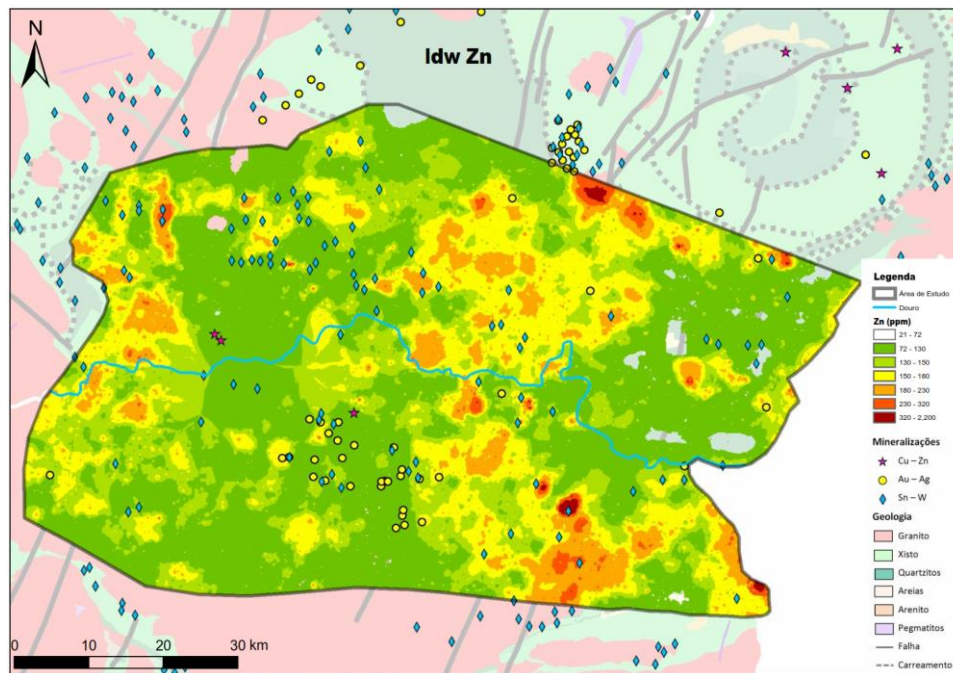 N
Idw Zn
Legenda
Área de Estudo
Douro
Zn (ppm)
21 - 72
72 - 130
130 - 150
150 - 180
180 - 230
230 - 320
320 - 2,200
Mineralizações
Cu – Zn
Au – Ag
Sn – W
Geologia
Granito
Xisto
Quartzitos
Areias
Arenito
Pegmatitos
Falha
Carreamento
0 10 20 30 km